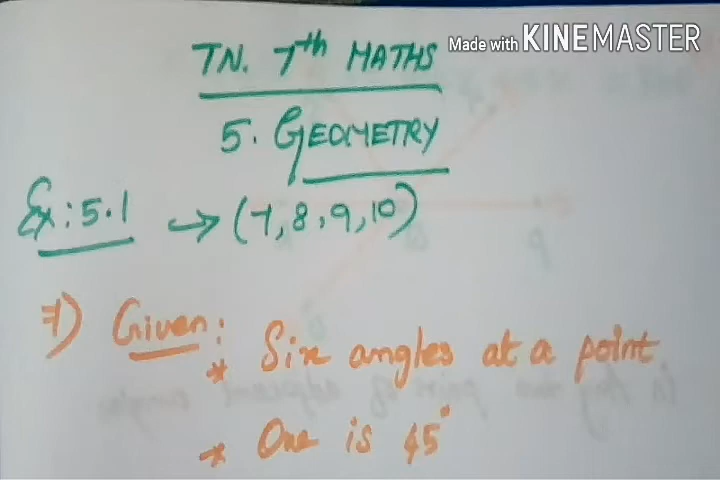 Made with KINEMASTER
TN. 7th MATHS
5. GEOMETRY
Ex: 5.1 → (7, 8, 9, 10)
7) Given:
* Six angles at a point
* One is 45°